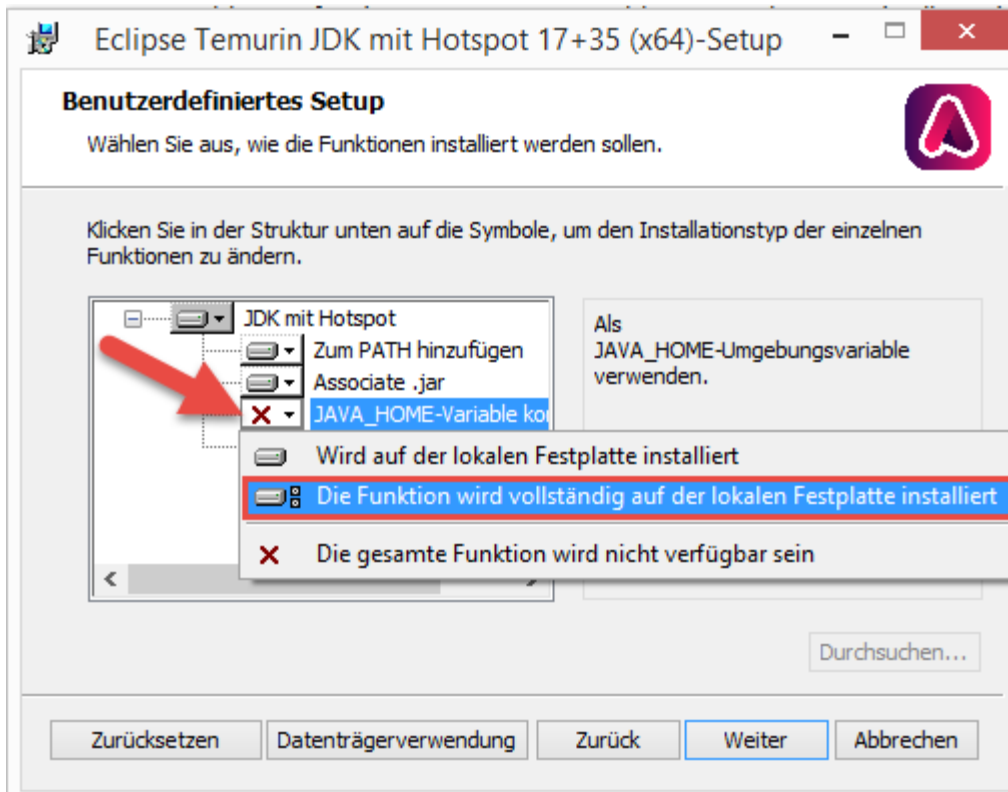 Eclipse Temurin JDK mit Hotspot 17+35 (x64)-Setup
Benutzerdefiniertes Setup
Wählen Sie aus, wie die Funktionen installiert werden sollen.
Klicken Sie in der Struktur unten auf die Symbole, um den Installationstyp der einzelnen
Funktionen zu ändern.
JDK mit Hotspot
Zum PATH hinzufügen
Associate .jar
JAVA_HOME-Variable
Als
JAVA_HOME-Umgebungsvariable
verwenden.
Wird auf der lokalen Festplatte installiert
Die Funktion wird vollständig auf der lokalen Festplatte installiert
Die gesamte Funktion wird nicht verfügbar sein
Durchsuchen...
Zurücksetzen
Datenträgerverwendung
Zurück
Weiter
Abbrechen